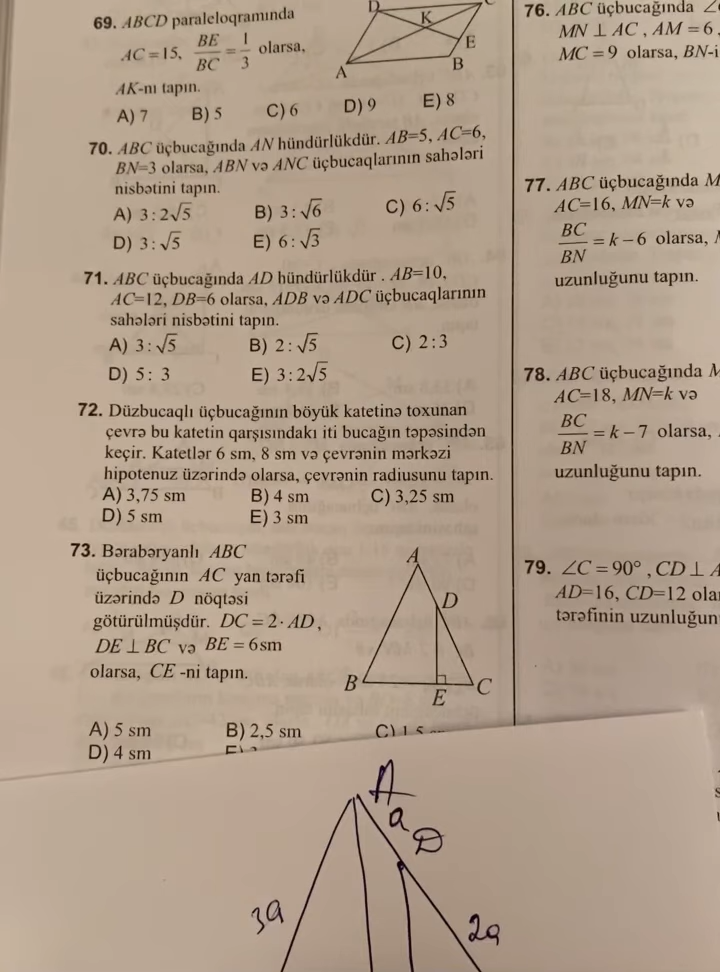 69. ABCD paraleloqramında
AC=15, BE/BC = 1/3 olarsa,
AK-nı tapın.
A) 7 B) 5 C) 6 D) 9 E) 8
D K E A B
70. ABC üçbucağında AN hündürlükdür. AB=5, AC=6,
BN=3 olarsa, ABN və ANC üçbucaqlarının sahələri
nisbətini tapın.
A) 3:2√5 B) 3:√6 C) 6:√5
D) 3:√5 E) 6:√3
71. ABC üçbucağında AD hündürlükdür . AB=10,
AC=12, DB=6 olarsa, ADB və ADC üçbucaqlarının
sahələri nisbətini tapın.
A) 3:√5 B) 2:√5 C) 2:3
D) 5: 3 E) 3:2√5
72. Düzbucaqlı üçbucağının böyük katetinə toxunan
çevrə bu katetin qarşısındakı iti bucağın təpəsindən
keçir. Katetlər 6 sm, 8 sm və çevrənin mərkəzi
hipotenuz üzərində olarsa, çevrənin radiusunu tapın.
A) 3,75 sm B) 4 sm C) 3,25 sm
D) 5 sm E) 3 sm
73. Bərabəryanlı ABC
üçbucağının AC yan tərəfi
üzərində D nöqtəsi
götürülmüşdür. DC = 2·AD,
DE ⊥ BC və BE = 6sm
olarsa, CE -ni tapın.
A D B E C
A) 5 sm B) 2,5 sm
D) 4 sm
76. ABC üçbucağında
MN ⊥ AC , AM = 6
MC = 9 olarsa, BN-i
77. ABC üçbucağında M
AC=16, MN=k və
BC/BN = k – 6 olarsa,
uzunluğunu tapın.
78. ABC üçbucağında
AC=18, MN=k və
BC/BN = k – 7 olarsa,
uzunluğunu tapın.
79. ∠C = 90° , CD ⊥
AD=16, CD=12
tərəfinin
A
a
D
3a
2a